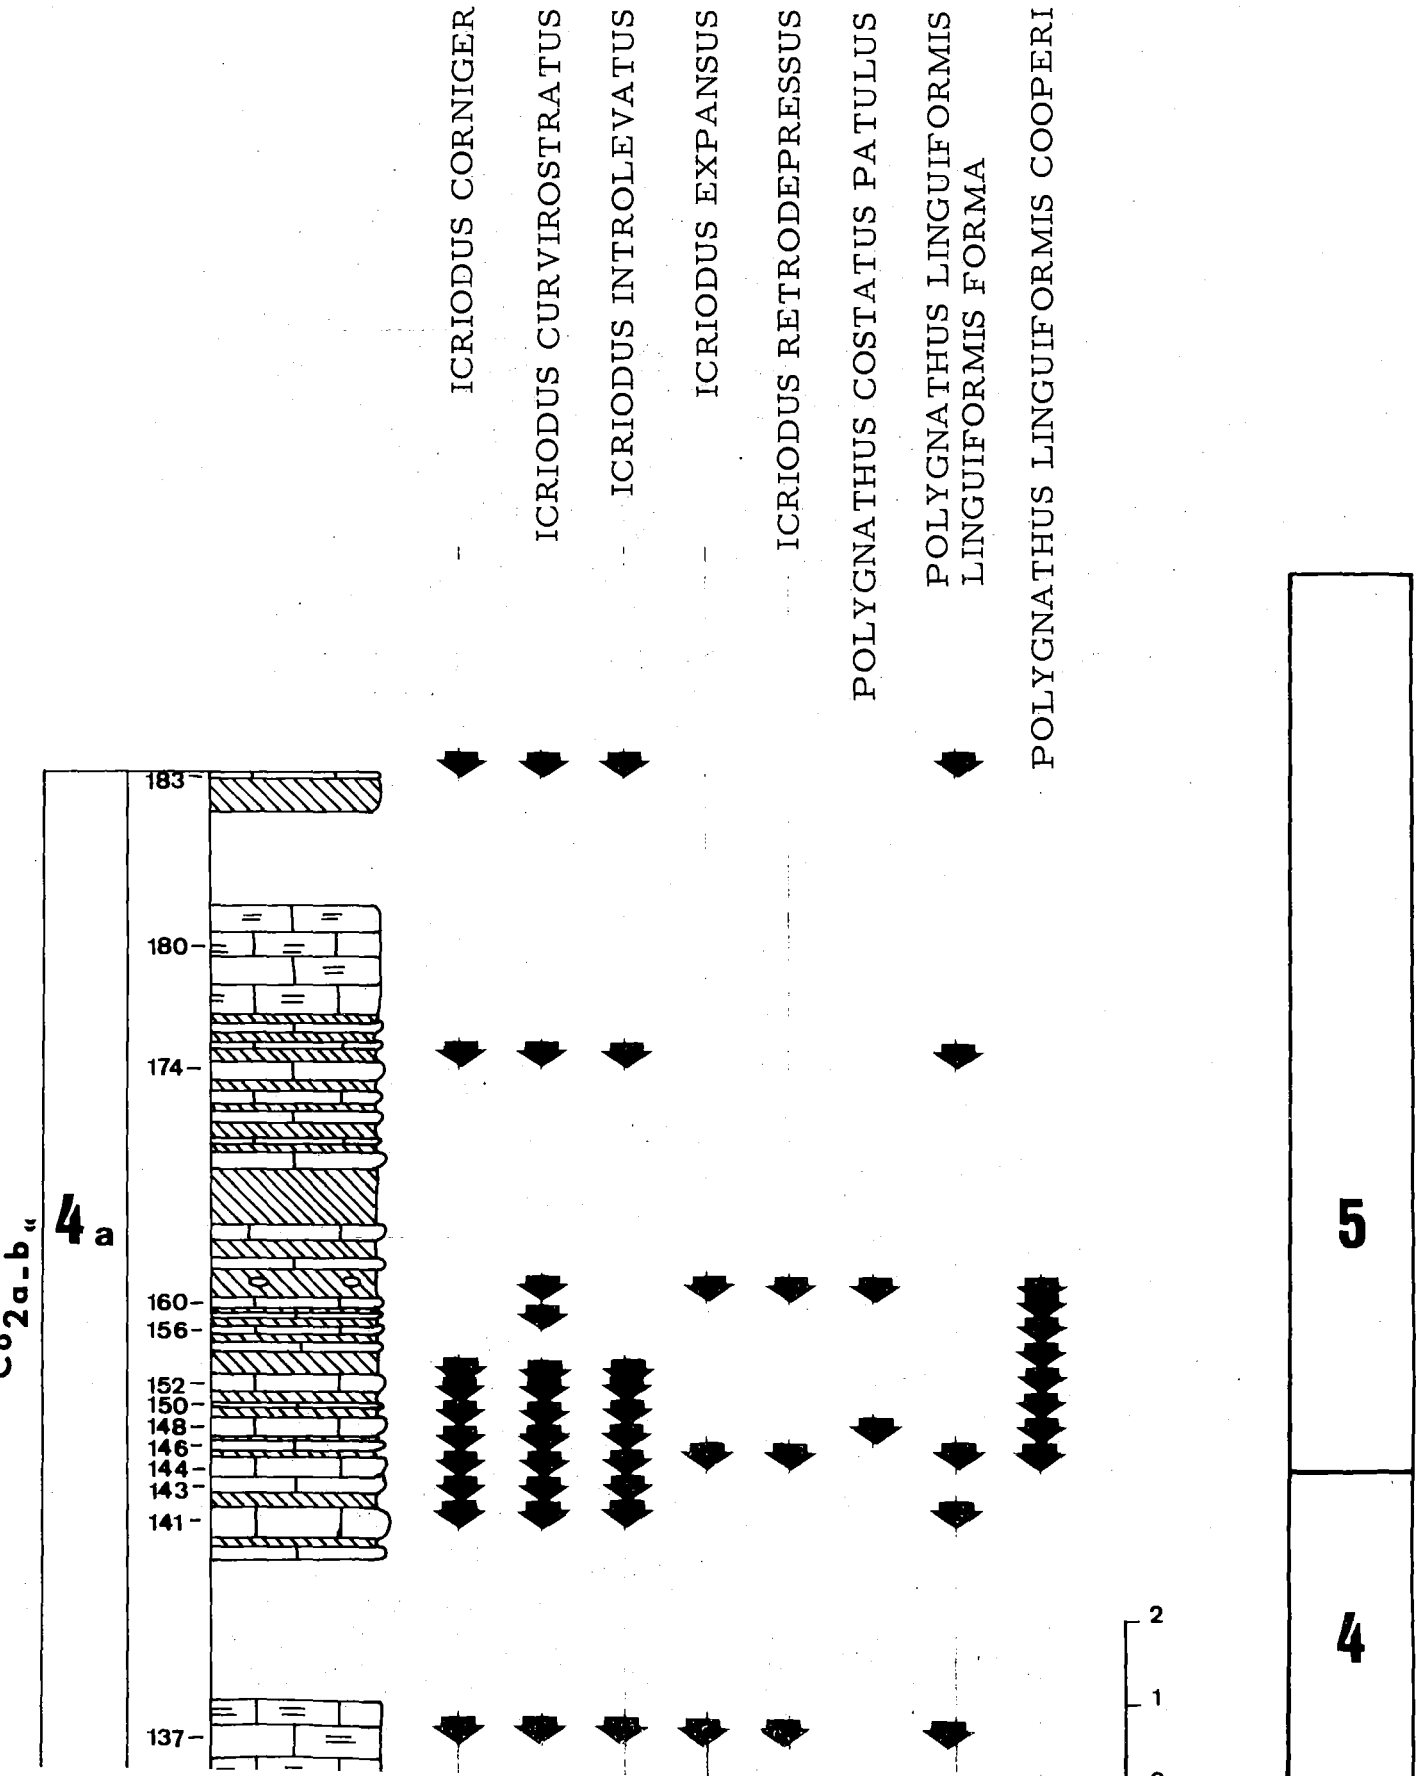 ICRIODUS CORNIGER
ICRIODUS CURVIROSTRATUS
ICRIODUS INTROLEVATUS
ICRIODUS EXPANSUS
ICRIODUS RETRODEPRESSUS
POLYGNATHUS COSTATUS PATULUS
POLYGNATHUS LINGUIFORMIS
LINGUIFORMIS FORMA
POLYGNATHUS LINGUIFORMIS COOPERI
183
180
174
4a
2a-b"
5
160
156
152
150
148
146
144
143
141
2
4
1
137